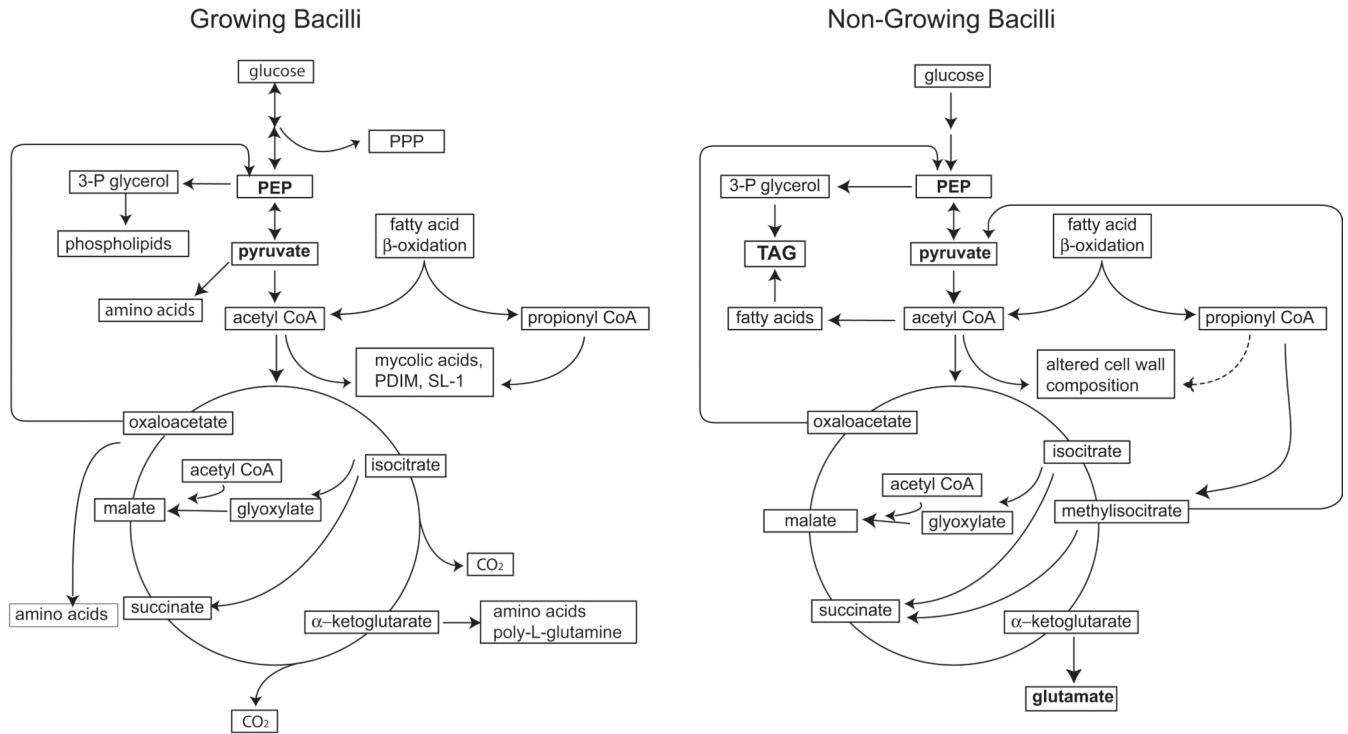 Growing Bacilli
glucose
PPP
3-P glycerol
PEP
phospholipids
pyruvate
fatty acid
β-oxidation
amino acids
acetyl CoA
propionyl CoA
mycolic acids,
PDIM, SL-1
oxaloacetate
isocitrate
acetyl CoA
malate
glyoxylate
CO₂
amino acids
succinate
α–ketoglutarate
amino acids
poly-L-glutamine
CO₂
Non-Growing Bacilli
glucose
3-P glycerol
PEP
TAG
pyruvate
fatty acid
β-oxidation
fatty acids
acetyl CoA
propionyl CoA
altered cell wall
composition
oxaloacetate
isocitrate
acetyl CoA
methylisocitrate
malate
glyoxylate
succinate
α–ketoglutarate
glutamate